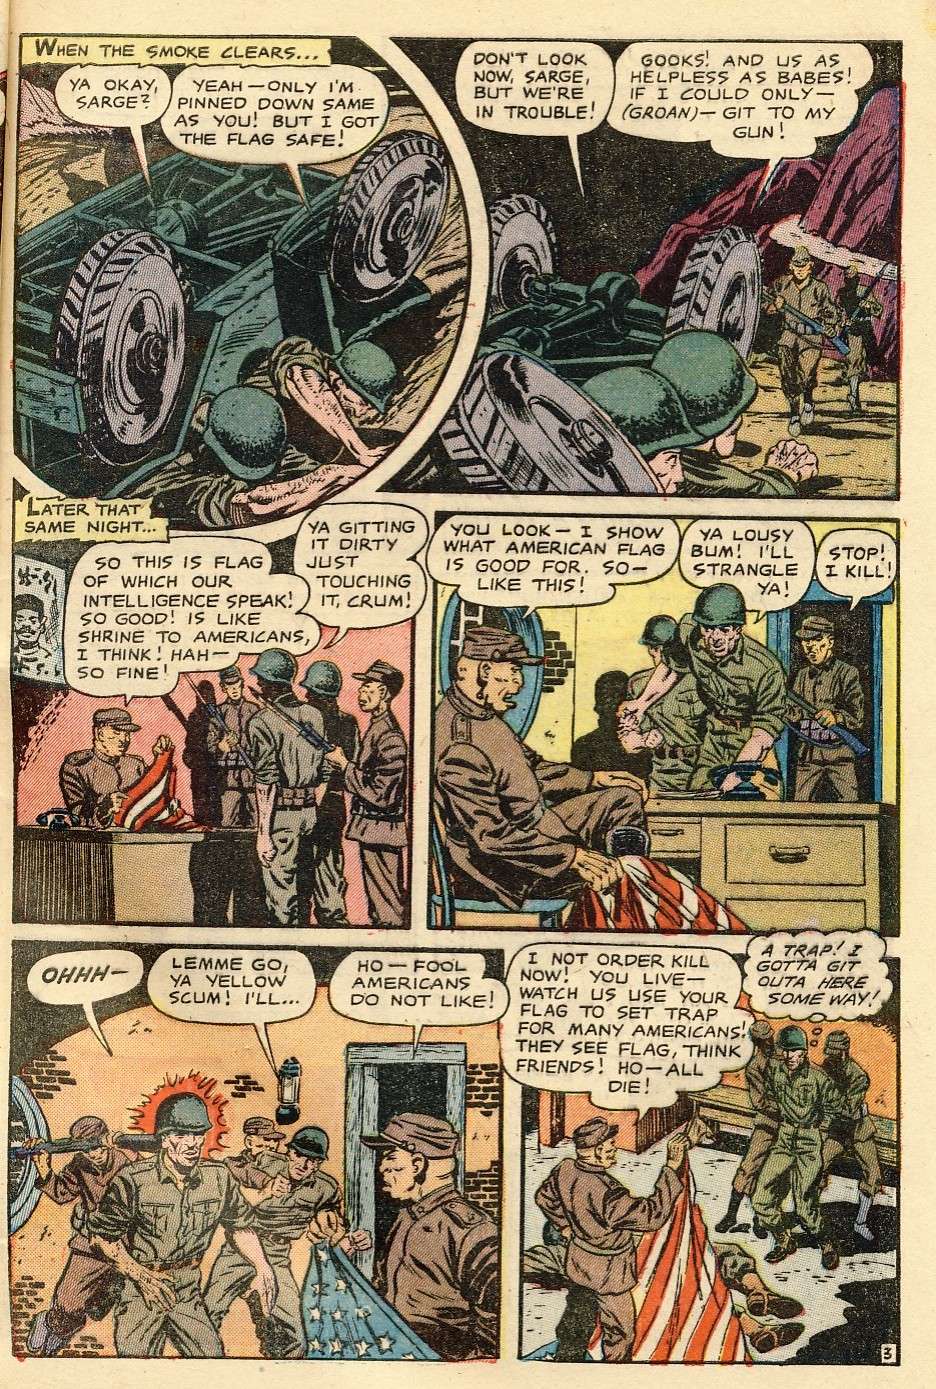 WHEN THE SMOKE CLEARS...
YA OKAY,
SARGE?
YEAH—ONLY I'M
PINNED DOWN SAME
AS YOU! BUT I GOT
THE FLAG SAFE!
DON'T LOOK
NOW, SARGE,
BUT WE'RE
IN TROUBLE!
GOOKS! AND US AS
HELPLESS AS BABES!
IF I COULD ONLY—
(GROAN)—GIT TO MY
GUN!
LATER THAT
SAME NIGHT...
SO THIS IS FLAG
OF WHICH OUR
INTELLIGENCE SPEAK!
SO GOOD! IS LIKE
SHRINE TO AMERICANS,
I THINK! HAH—
SO FINE!
YA GITTING
IT DIRTY
JUST
TOUCHING
IT, CRUM!
YOU LOOK—I SHOW
WHAT AMERICAN FLAG
IS GOOD FOR. SO—
LIKE THIS!
YA LOUSY
BUM! I'LL
STRANGLE
YA!
STOP!
I KILL!
OHHH—
LEMME GO,
YA YELLOW
SCUM! I'LL...
HO—FOOL
AMERICANS
DO NOT LIKE!
I NOT ORDER KILL
NOW! YOU LIVE—
WATCH US USE YOUR
FLAG TO SET TRAP
FOR MANY AMERICANS!
THEY SEE FLAG, THINK
FRIENDS! HO—ALL
DIE!
A TRAP! I
GOTTA GIT
OUTA HERE
SOME WAY!
3